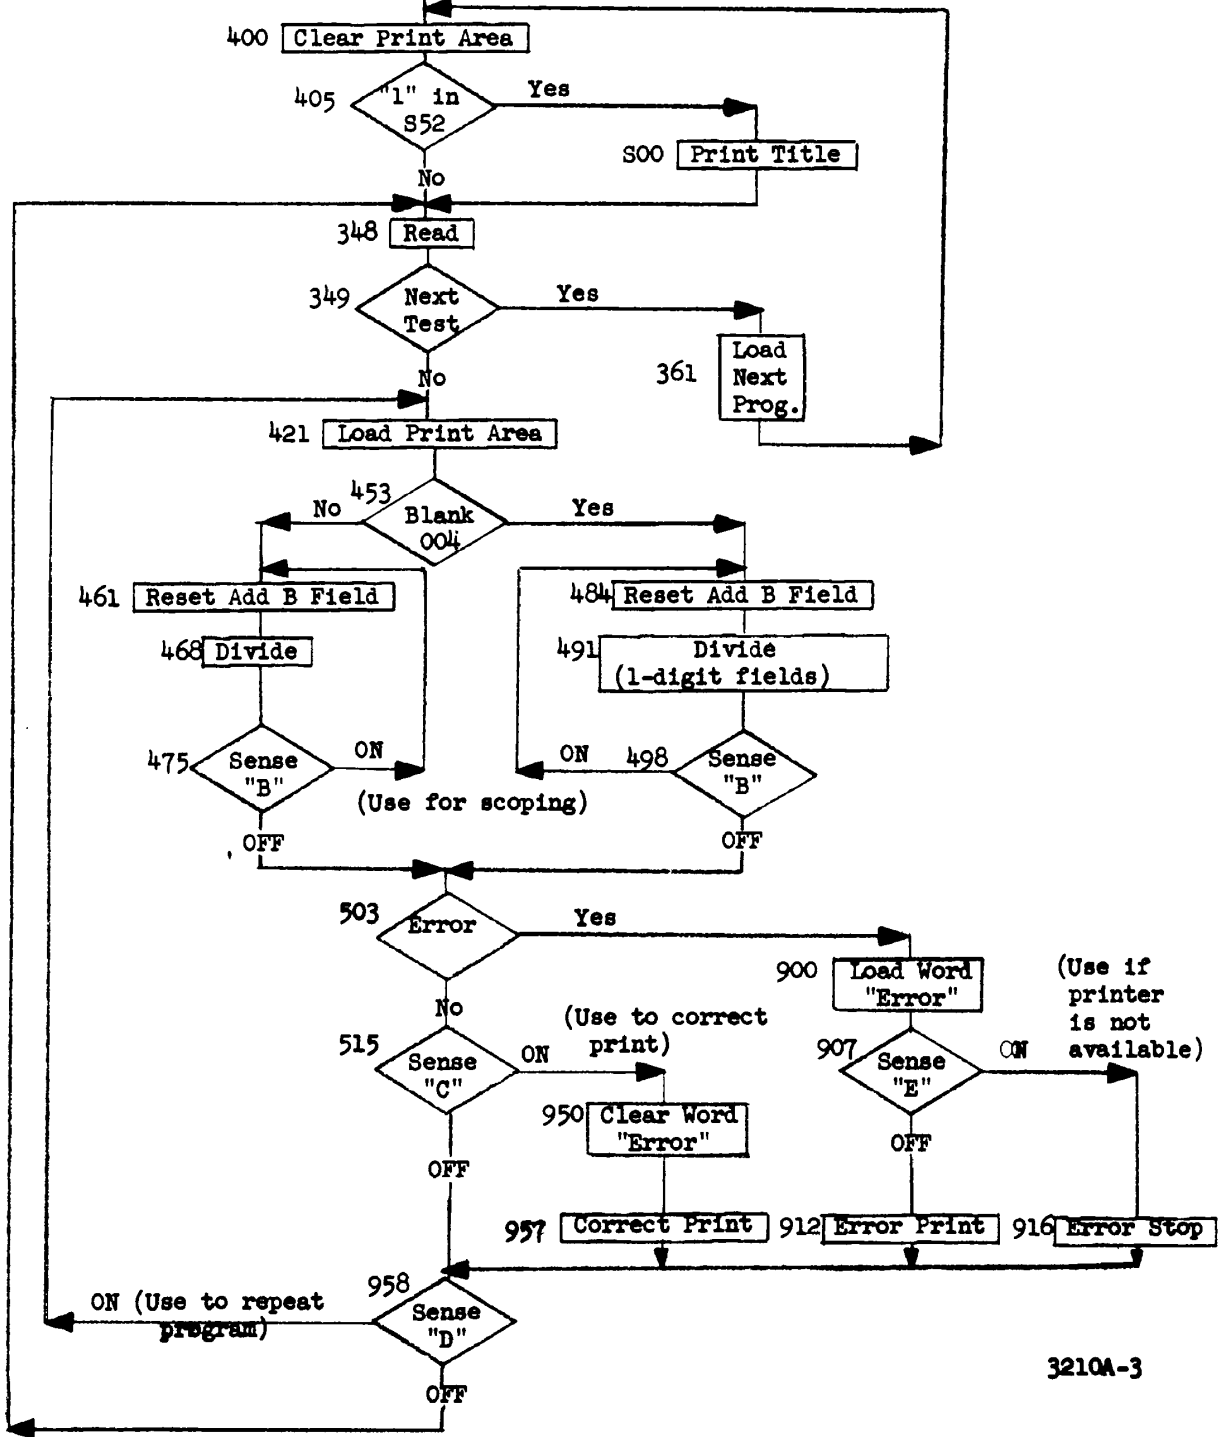 400 Clear Print Area
405 "1" in
S52
Yes
S00 Print Title
No
348 Read
349 Next
Test
Yes
361 Load
Next
Prog.
No
421 Load Print Area
453 Blank
004
No
Yes
461 Reset Add B Field
484 Reset Add B Field
468 Divide
491 Divide
(1-digit fields)
475 Sense
"B"
ON
ON
498 Sense
"B"
(Use for scoping)
OFF
OFF
503 Error
Yes
900 Load Word
"Error"
(Use if
printer
is not
available)
No
(Use to correct
print)
515 Sense
"C"
ON
907 Sense
"E"
ON
950 Clear Word
"Error"
OFF
OFF
957 Correct Print
912 Error Print
916 Error Stop
958 Sense
"D"
ON (Use to repeat
program)
OFF
3210A-3